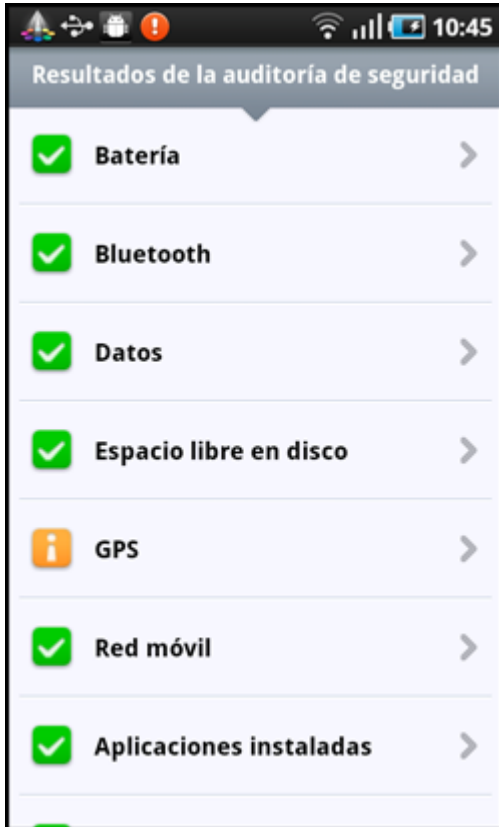 10:45
Resultados de la auditoría de seguridad
Batería
Bluetooth
Datos
Espacio libre en disco
GPS
Red móvil
Aplicaciones instaladas